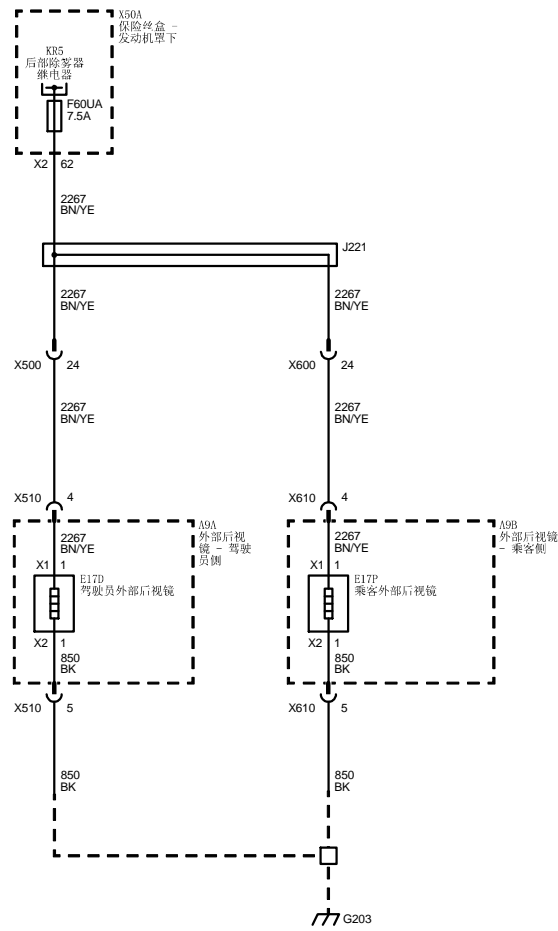 X50A
保险丝盒 -
发动机罩下
KR5
后部除雾器
继电器
F60UA
7.5A
X2 62
2267
BN/YE
J221
2267
BN/YE
2267
BN/YE
X500 24
X600 24
2267
BN/YE
2267
BN/YE
X510 4
X610 4
A9A
外部后视
镜 - 驾驶
员侧
A9B
外部后视镜
- 乘客侧
2267
BN/YE
2267
BN/YE
X1 1
X1 1
E17D
驾驶员外部后视镜
E17P
乘客外部后视镜
X2 1
X2 1
850
BK
850
BK
X510 5
X610 5
850
BK
850
BK
G203